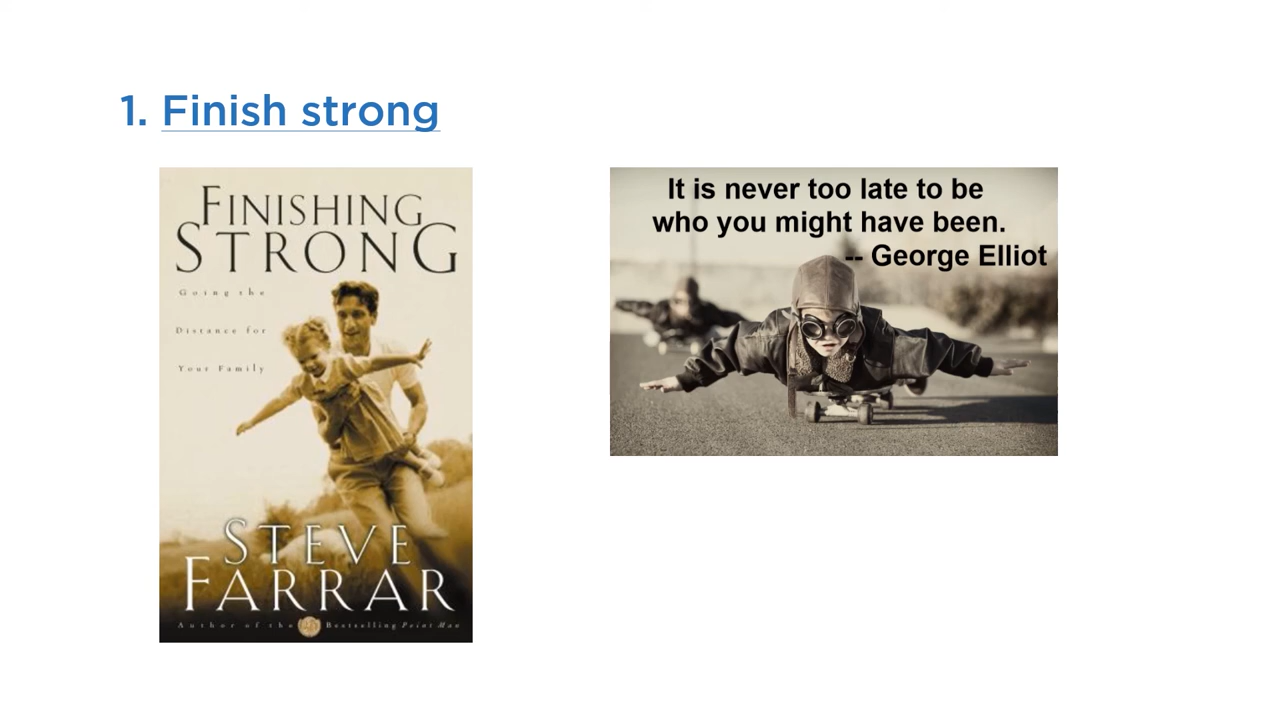 1. Finish strong
FINISHING
STRONG
Going the
Distance for
Your Family
STEVE
FARRAR
Author of the Bestselling Point Man
It is never too late to be
who you might have been.
-- George Elliot